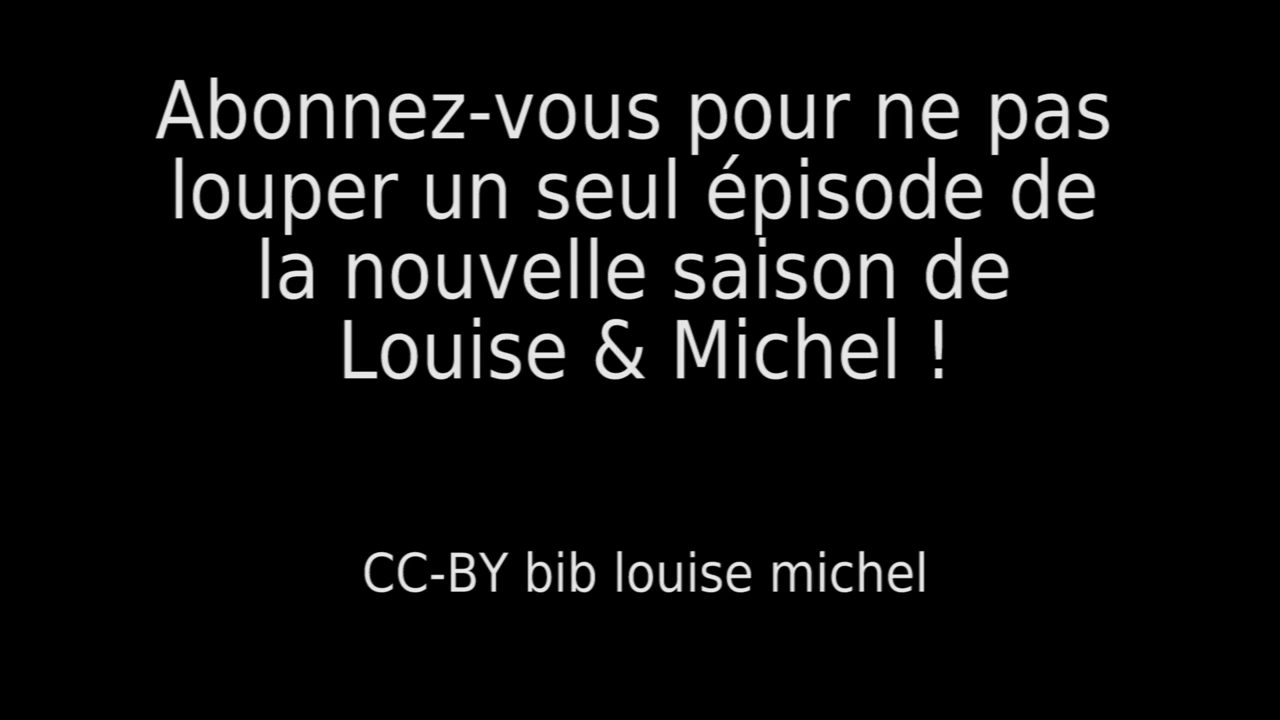 Abonnez-vous pour ne pas
louper un seul épisode de
la nouvelle saison de
Louise & Michel !
CC-BY bib louise michel